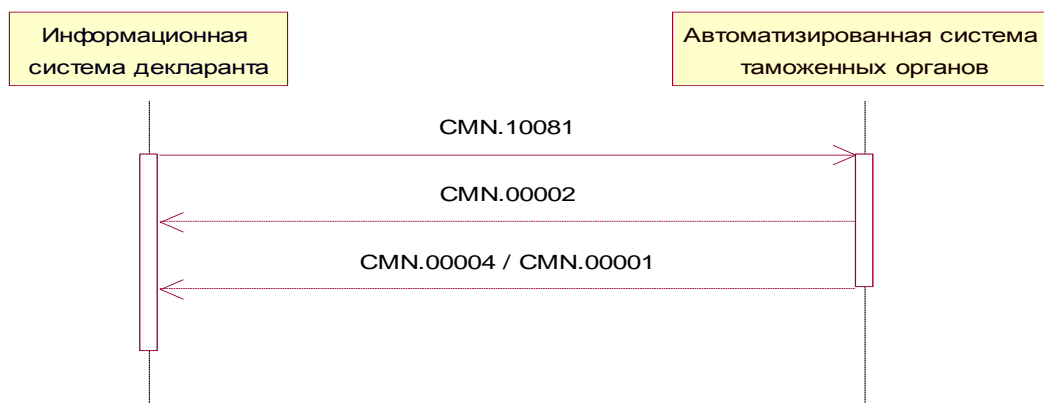 Информационная
система декларанта
Автоматизированная система
таможенных органов
CMN.10081
CMN.00002
CMN.00004 / CMN.00001